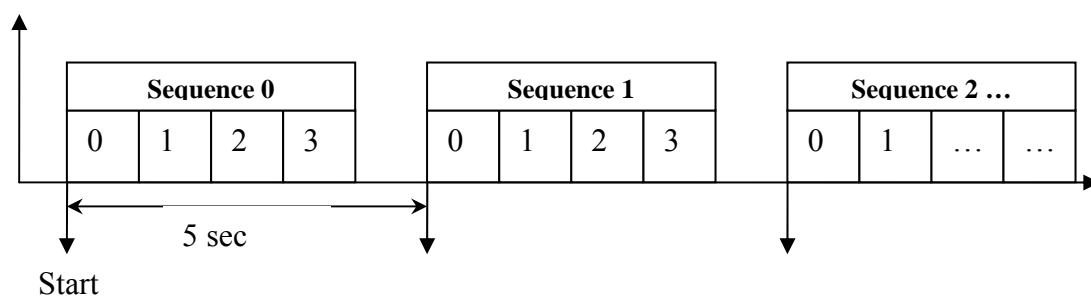 Sequence 0 Sequence 1 Sequence 2 …
0 1 2 3 0 1 2 3 0 1 … …
5 sec
Start